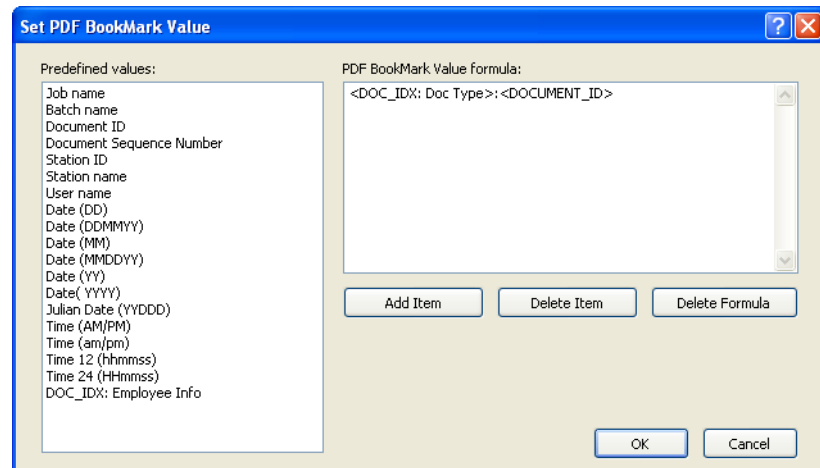 Set PDF BookMark Value
Predefined values:
Job name
Batch name
Document ID
Document Sequence Number
Station ID
Station name
User name
Date (DD)
Date (DDMMYY)
Date (MM)
Date (MMDDYY)
Date (YY)
Date( YYYY)
Julian Date (YYDDD)
Time (AM/PM)
Time (am/pm)
Time 12 (hhmmss)
Time 24 (HHmmss)
DOC_IDX: Employee Info
PDF BookMark Value formula:
<DOC_IDX: Doc Type>:<DOCUMENT_ID>
Add Item
Delete Item
Delete Formula
OK
Cancel